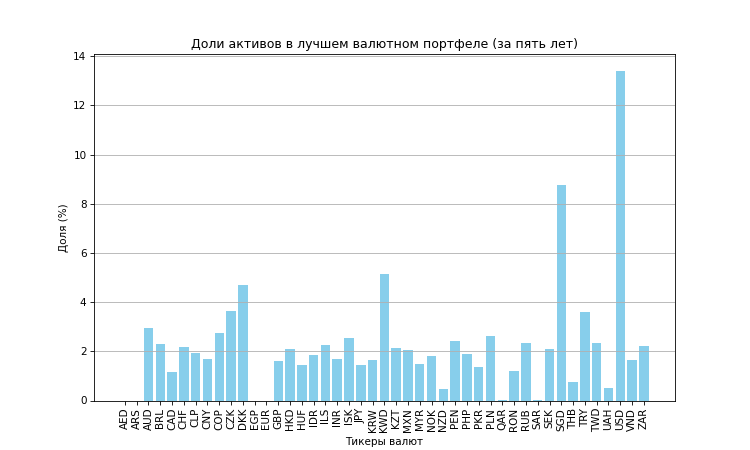 Доли активов в лучшем валютном портфеле (за пять лет)
14
12
10
8
6
4
2
0
Доля (%)
AED
ARS
AUD
BRL
CAD
CHF
CLP
CNY
COP
CZK
DKK
EGP
EUR
GBP
HKD
HUF
IDR
ILS
INR
ISK
JPY
KRW
KWD
KZT
MXN
MYR
NOK
NZD
PEN
PHP
PKR
PLN
QAR
RON
RUB
SAR
SEK
SGD
THB
TRY
TWD
UAH
USD
VND
ZAR
Тикеры валют